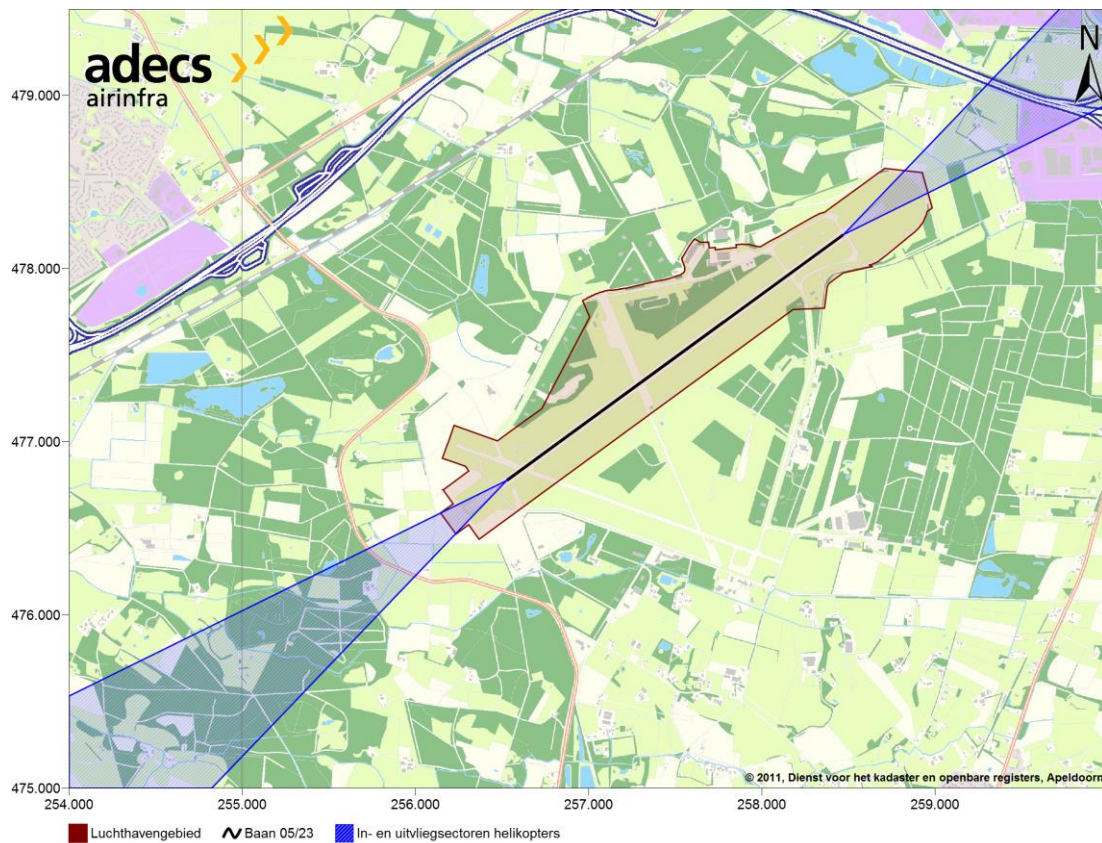 adecs
airinfra
N
479.000
478.000
477.000
476.000
475.000
© 2011, Dienst voor het kadaster en openbare registers, Apeldoorn
254.000 255.000 256.000 257.000 258.000 259.000
Luchthavengebied Baan 05/23 In- en uitvliegsectoren helikopters